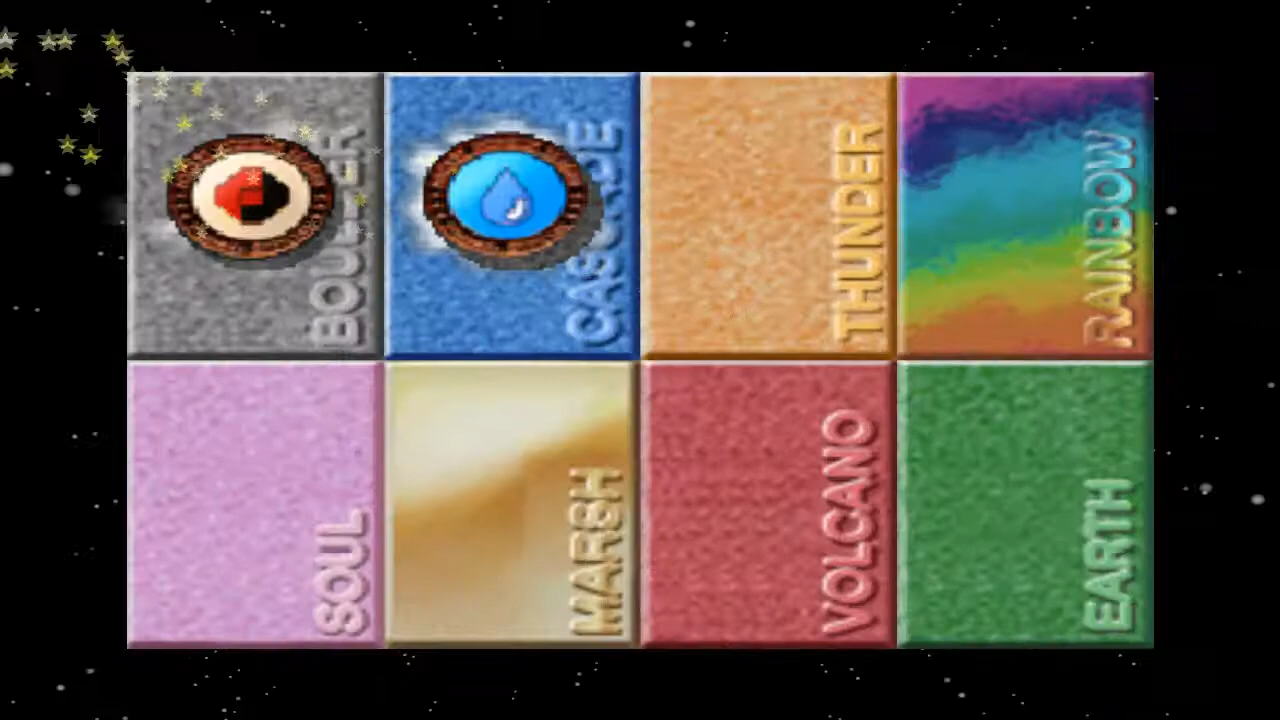 BOULDER
CASCADE
THUNDER
RAINBOW
SOUL
MARSH
VOLCANO
EARTH